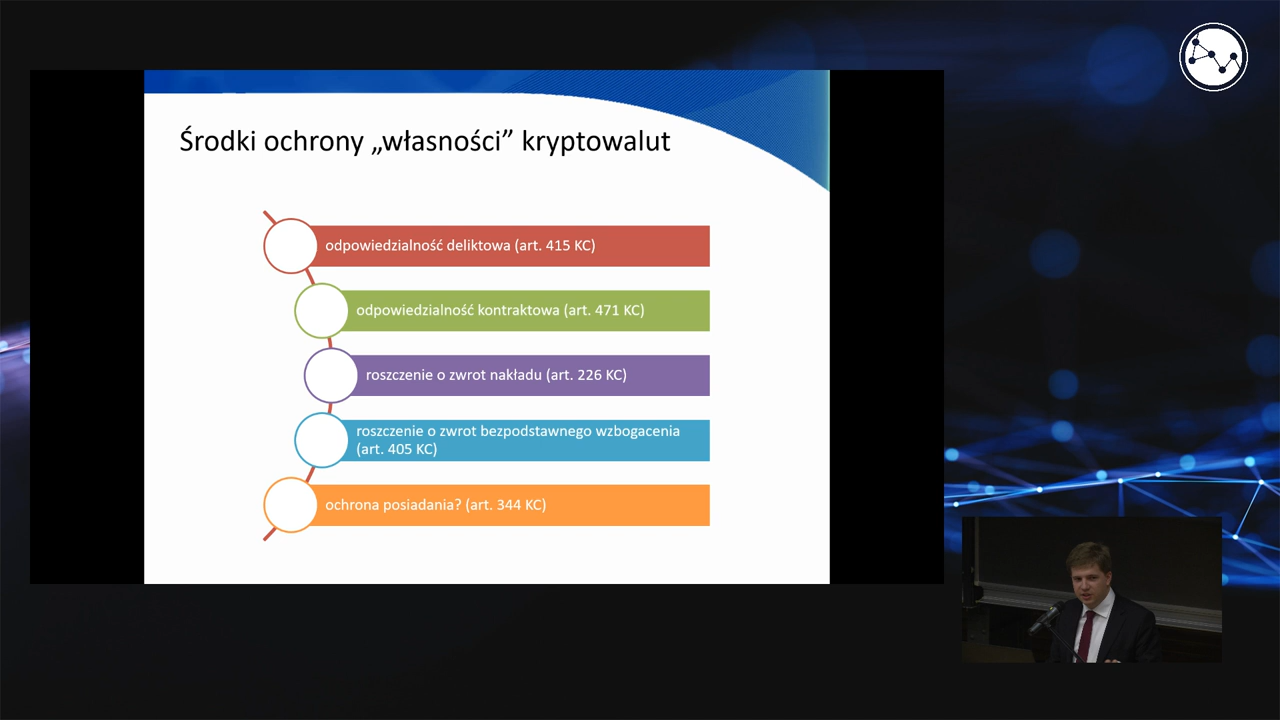 Środki ochrony „własności” kryptowalut
odpowiedzialność deliktowa (art. 415 KC)
odpowiedzialność kontraktowa (art. 471 KC)
roszczenie o zwrot nakładu (art. 226 KC)
roszczenie o zwrot bezpodstawnego wzbogacenia
(art. 405 KC)
ochrona posiadania? (art. 344 KC)